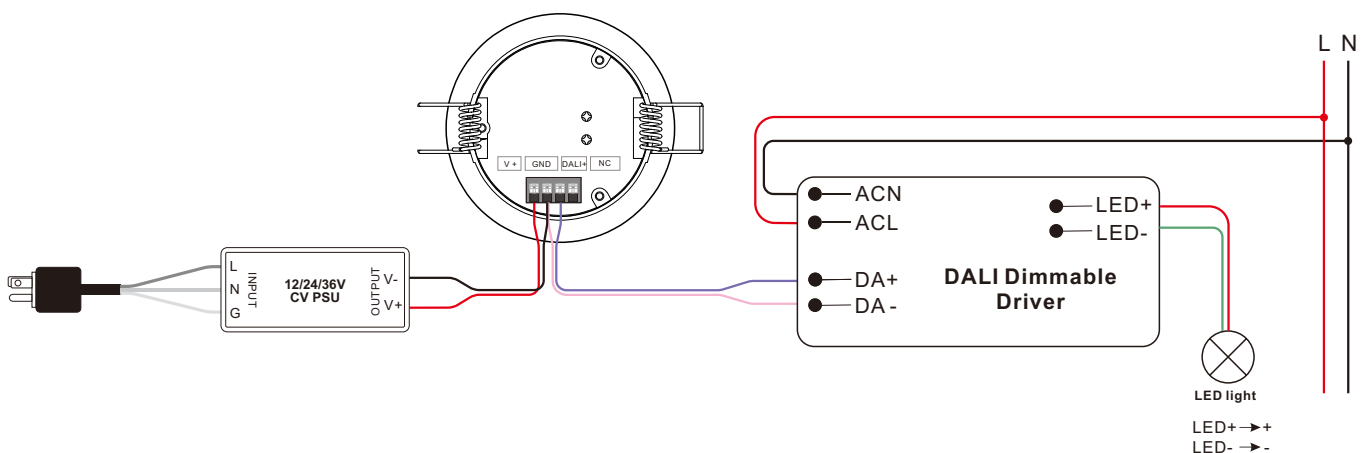 L N
V +
GND
DALI+
NC
ACN
ACL
LED+
LED-
DALI Dimmable
Driver
DA+
DA -
L
N
G
INPUT
12/24/36V
CV PSU
OUTPUT
V-
V+
LED light
LED+ → +
LED- → -